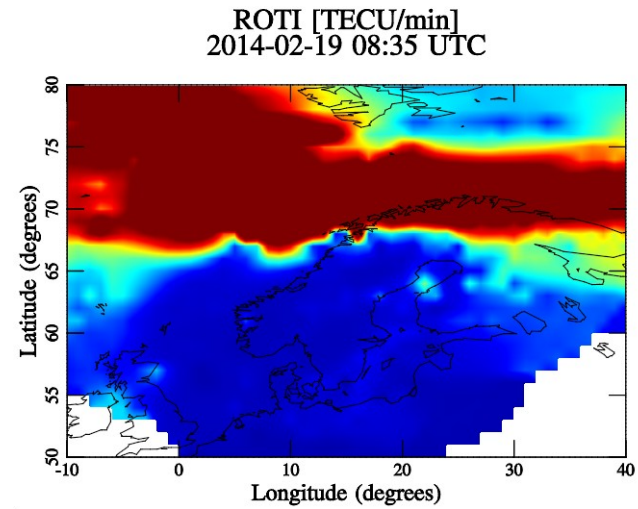 ROTI [TECU/min]
2014-02-19 08:35 UTC
80
75
70
65
60
55
50
Latitude (degrees)
-10 0 10 20 30 40
Longitude (degrees)